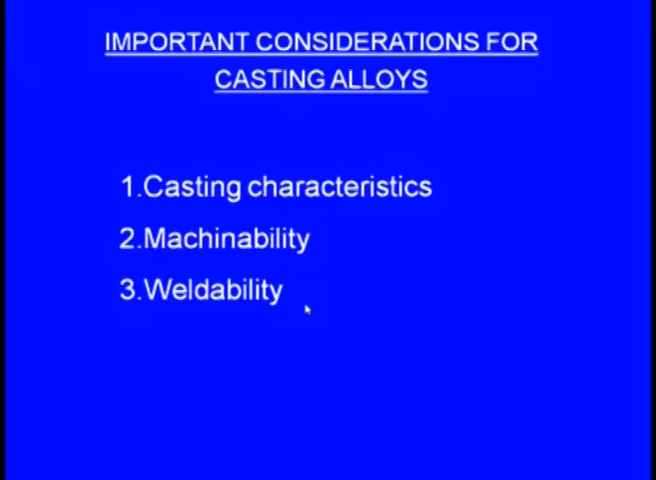 IMPORTANT CONSIDERATIONS FOR
CASTING ALLOYS
1.Casting characteristics
2.Machinability
3.Weldability